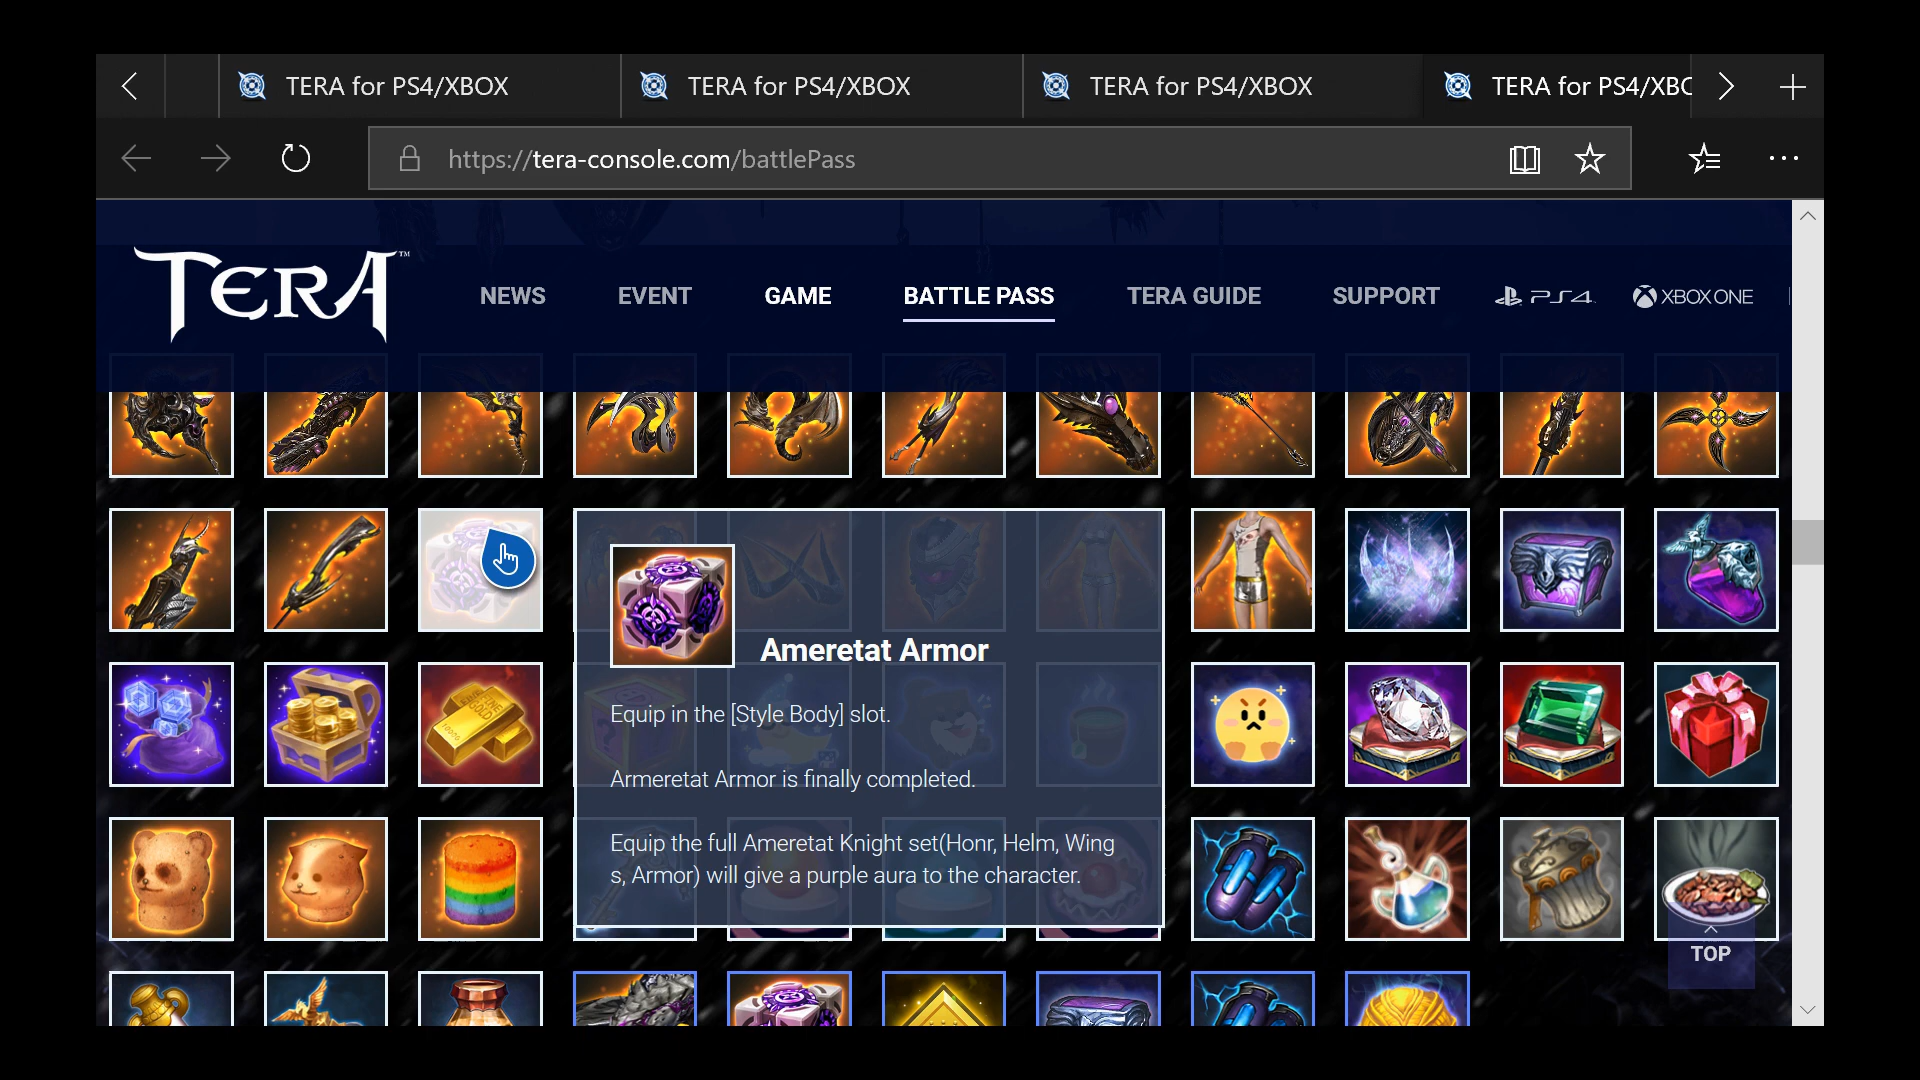 TERA for PS4/XBOX
TERA for PS4/XBOX
TERA for PS4/XBOX
TERA for PS4/XBC
https://tera-console.com/battlePass
TERA™
NEWS
EVENT
GAME
BATTLE PASS
TERA GUIDE
SUPPORT
PS4
XBOX ONE
Ameretat Armor
Equip in the [Style Body] slot.
Armeretat Armor is finally completed.
Equip the full Ameretat Knight set(Honr, Helm, Wing
s, Armor) will give a purple aura to the character.
TOP